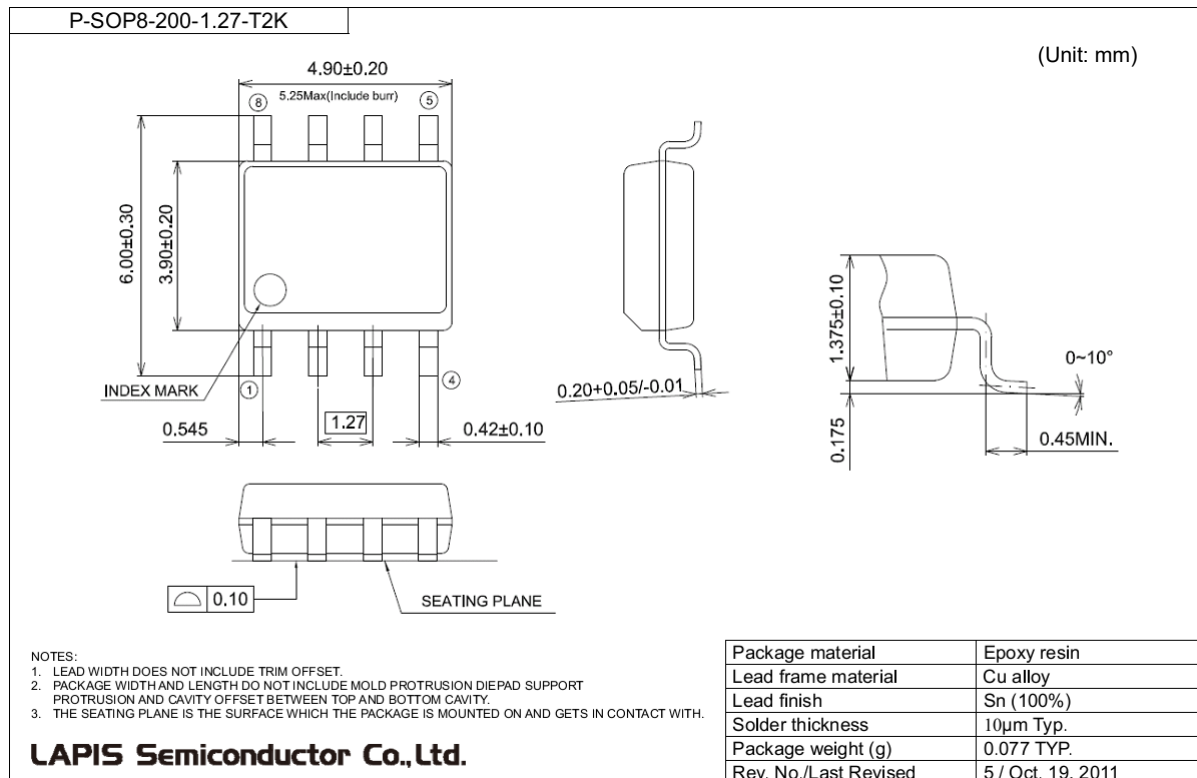 P-SOP8-200-1.27-T2K
(Unit: mm)
4.90±0.20
5.25Max(Include burr)
8
5
6.00±0.30
3.90±0.20
INDEX MARK
1
4
0.545
1.27
0.42±0.10
0.20+0.05/-0.01
1.375±0.10
0.175
0~10°
0.45MIN.
0.10
SEATING PLANE
NOTES:
1. LEAD WIDTH DOES NOT INCLUDE TRIM OFFSET.
2. PACKAGE WIDTH AND LENGTH DO NOT INCLUDE MOLD PROTRUSION DIEPAD SUPPORT
PROTRUSION AND CAVITY OFFSET BETWEEN TOP AND BOTTOM CAVITY.
3. THE SEATING PLANE IS THE SURFACE WHICH THE PACKAGE IS MOUNTED ON AND GETS IN CONTACT WITH.
LAPIS Semiconductor Co.,Ltd.
Package material Epoxy resin
Lead frame material Cu alloy
Lead finish Sn (100%)
Solder thickness 10μm Typ.
Package weight (g) 0.077 TYP.
Rev. No./Last Revised 5 / Oct. 19, 2011